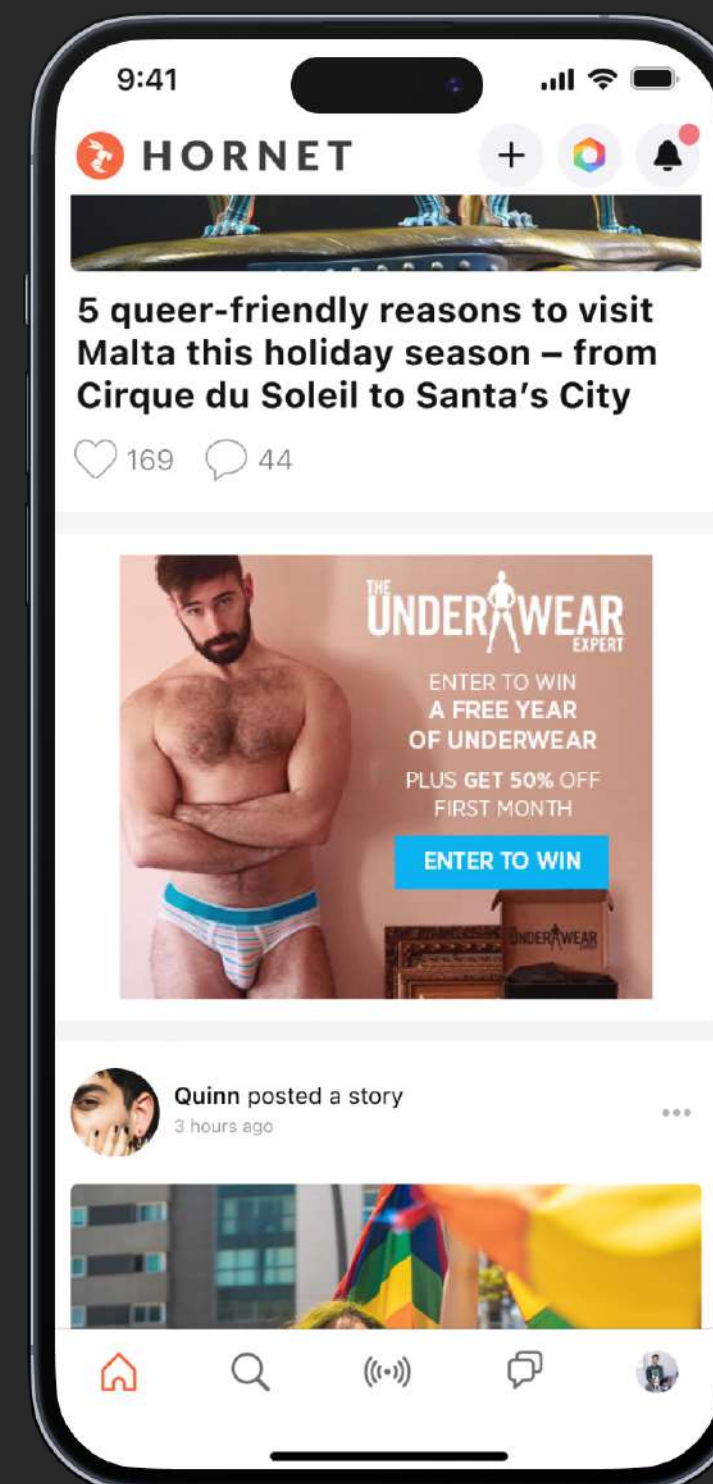 9:41
HORNET
5 queer-friendly reasons to visit
Malta this holiday season – from
Cirque du Soleil to Santa's City
169 44
THE
UNDERWEAR
EXPERT
ENTER TO WIN
A FREE YEAR
OF UNDERWEAR
PLUS GET 50% OFF
FIRST MONTH
ENTER TO WIN
UNDERWEAR
Quinn posted a story
3 hours ago